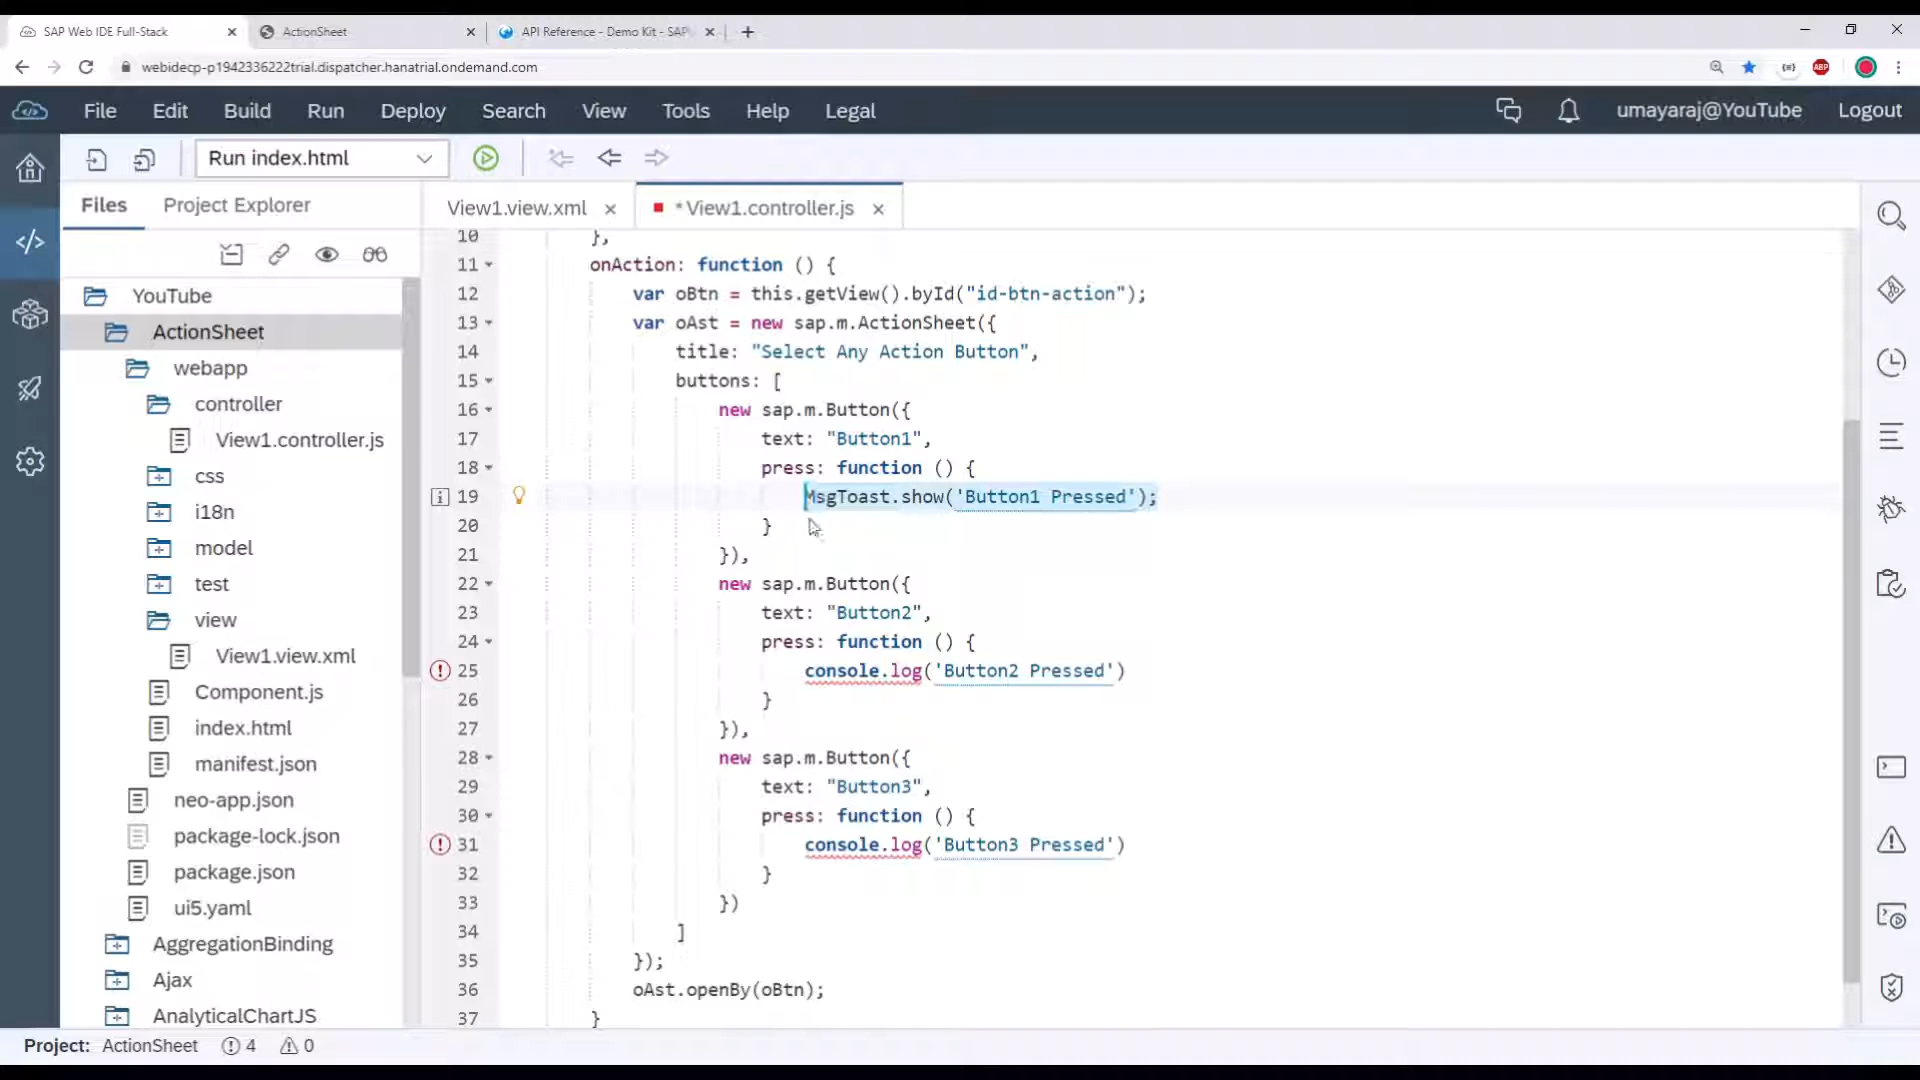 SAP Web IDE Full-Stack
ActionSheet
API Reference - Demo Kit - SAP
webidecp-p1942336222trial.dispatcher.hanatrial.ondemand.com
ABP
File Edit Build Run Deploy Search View Tools Help Legal
umayaraj@YouTube Logout
Run index.html
Files Project Explorer
View1.view.xml
*View1.controller.js
YouTube
ActionSheet
webapp
controller
View1.controller.js
css
i18n
model
test
view
View1.view.xml
Component.js
index.html
manifest.json
neo-app.json
package-lock.json
package.json
ui5.yaml
AggregationBinding
Ajax
AnalyticalChartJS
10 },
11 onAction: function () {
12 var oBtn = this.getView().byId("id-btn-action");
13 var oAst = new sap.m.ActionSheet({
14 title: "Select Any Action Button",
15 buttons: [
16 new sap.m.Button({
17 text: "Button1",
18 press: function () {
19 MsgToast.show('Button1 Pressed');
20 }
21 }),
22 new sap.m.Button({
23 text: "Button2",
24 press: function () {
25 console.log('Button2 Pressed')
26 }
27 }),
28 new sap.m.Button({
29 text: "Button3",
30 press: function () {
31 console.log('Button3 Pressed')
32 }
33 })
34 ]
35 });
36 oAst.openBy(oBtn);
37 }
Project: ActionSheet 4 0